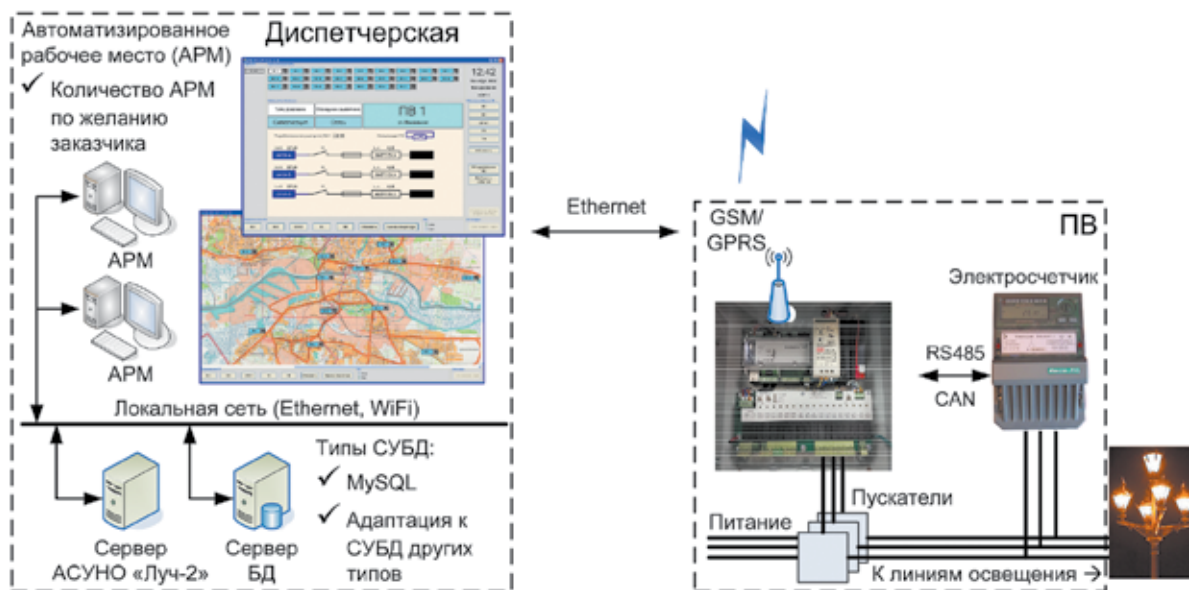 Автоматизированное
рабочее место (АРМ)
✓ Количество АРМ
по желанию
заказчика
Диспетчерская
12:42
ПВ 1
АРМ
АРМ
Локальная сеть (Ethernet, WiFi)
Сервер
АСУНО «Луч-2»
Сервер
БД
Типы СУБД:
✓ MySQL
✓ Адаптация к
СУБД других
типов
Ethernet
ПВ
GSM/
GPRS
Электросчетчик
RS485
CAN
Пускатели
Питание
К линиям освещения →